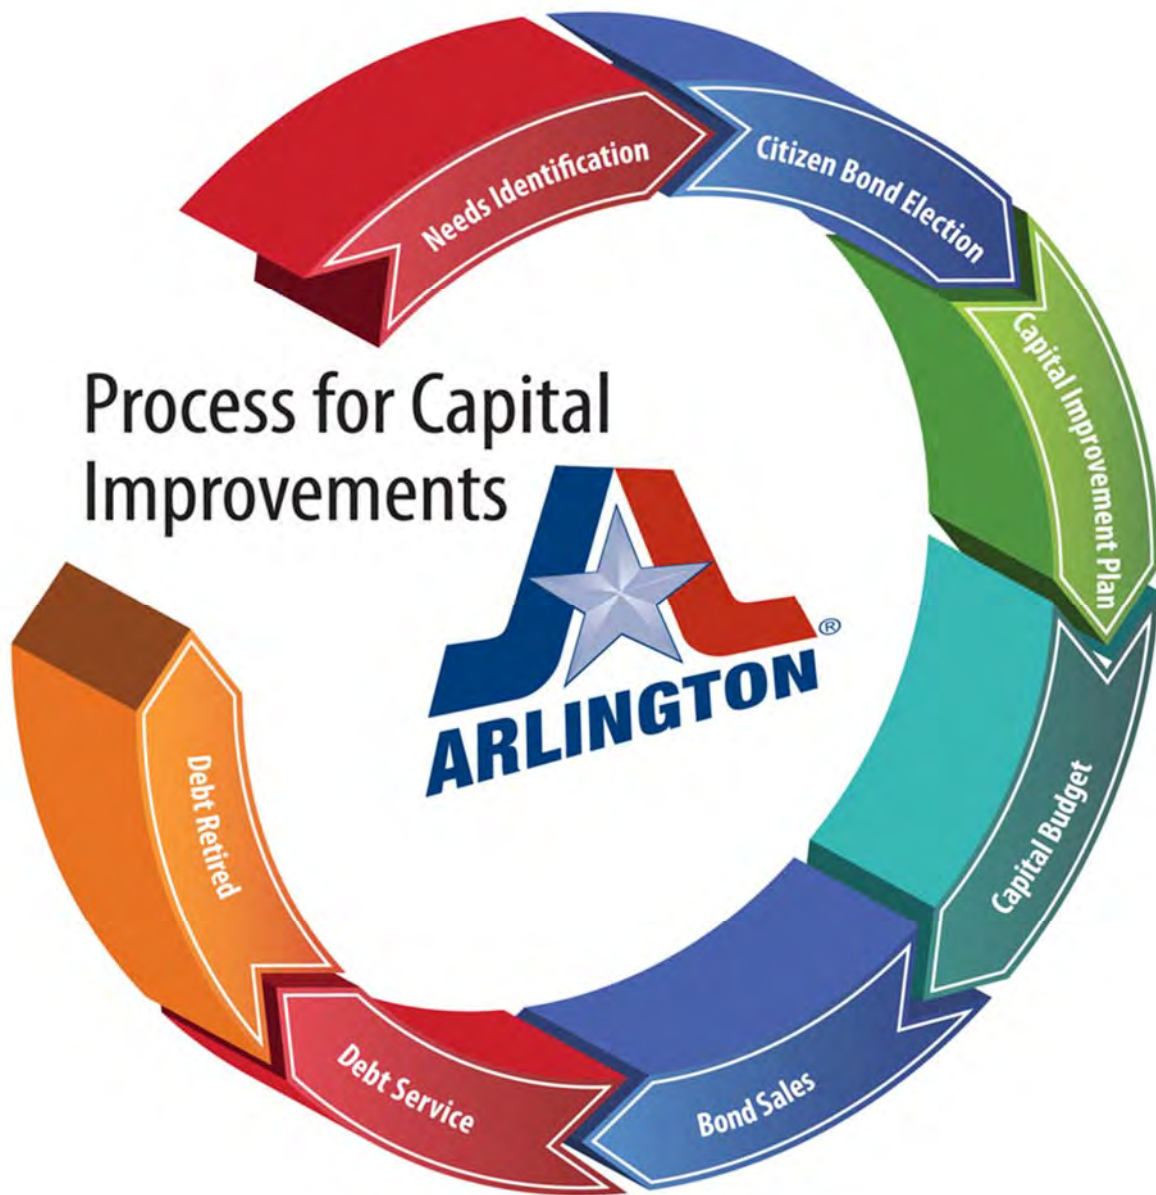 Needs Identification
Citizen Bond Election
Capital Improvement Plan
Process for Capital
Improvements
ARLINGTON
®
Capital Budget
Bond Sales
Debt Service
Debt Retired